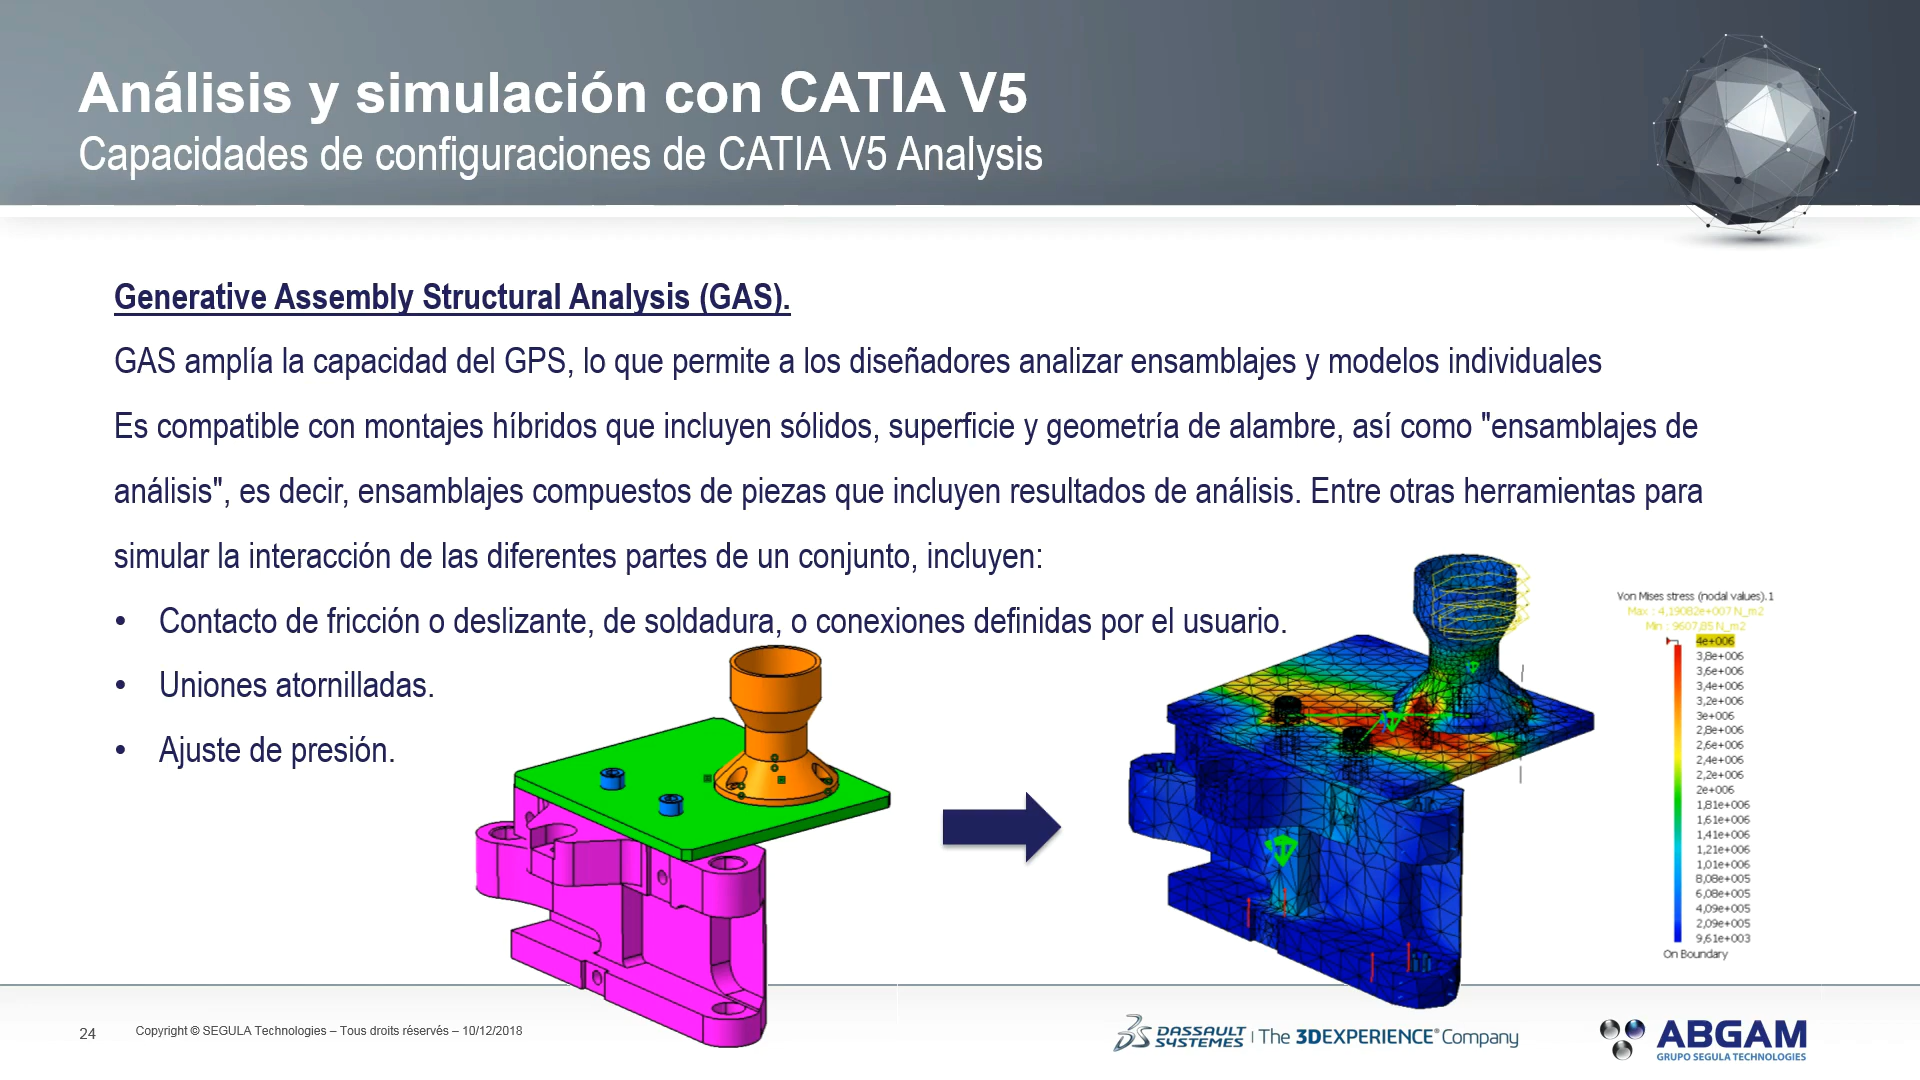 Análisis y simulación con CATIA V5
Capacidades de configuraciones de CATIA V5 Analysis
Generative Assembly Structural Analysis (GAS).
GAS amplía la capacidad del GPS, lo que permite a los diseñadores analizar ensamblajes y modelos individuales
Es compatible con montajes híbridos que incluyen sólidos, superficie y geometría de alambre, así como "ensamblajes de
análisis", es decir, ensamblajes compuestos de piezas que incluyen resultados de análisis. Entre otras herramientas para
simular la interacción de las diferentes partes de un conjunto, incluyen:
• Contacto de fricción o deslizante, de soldadura, o conexiones definidas por el usuario.
• Uniones atornilladas.
• Ajuste de presión.
Von Mises stress (nodal values).1
Max : 4,19082e+007 N_m2
Min : 9607,85 N_m2
4e+006
3,8e+006
3,6e+006
3,4e+006
3,2e+006
3e+006
2,8e+006
2,6e+006
2,4e+006
2,2e+006
2e+006
1,81e+006
1,61e+006
1,41e+006
1,21e+006
1,01e+006
8,08e+005
6,08e+005
4,09e+005
2,09e+005
9,61e+003
On Boundary
24
Copyright © SEGULA Technologies – Tous droits réservés – 10/12/2018
DASSAULT SYSTEMES | The 3DEXPERIENCE® Company
ABGAM
GRUPO SEGULA TECHNOLOGIES